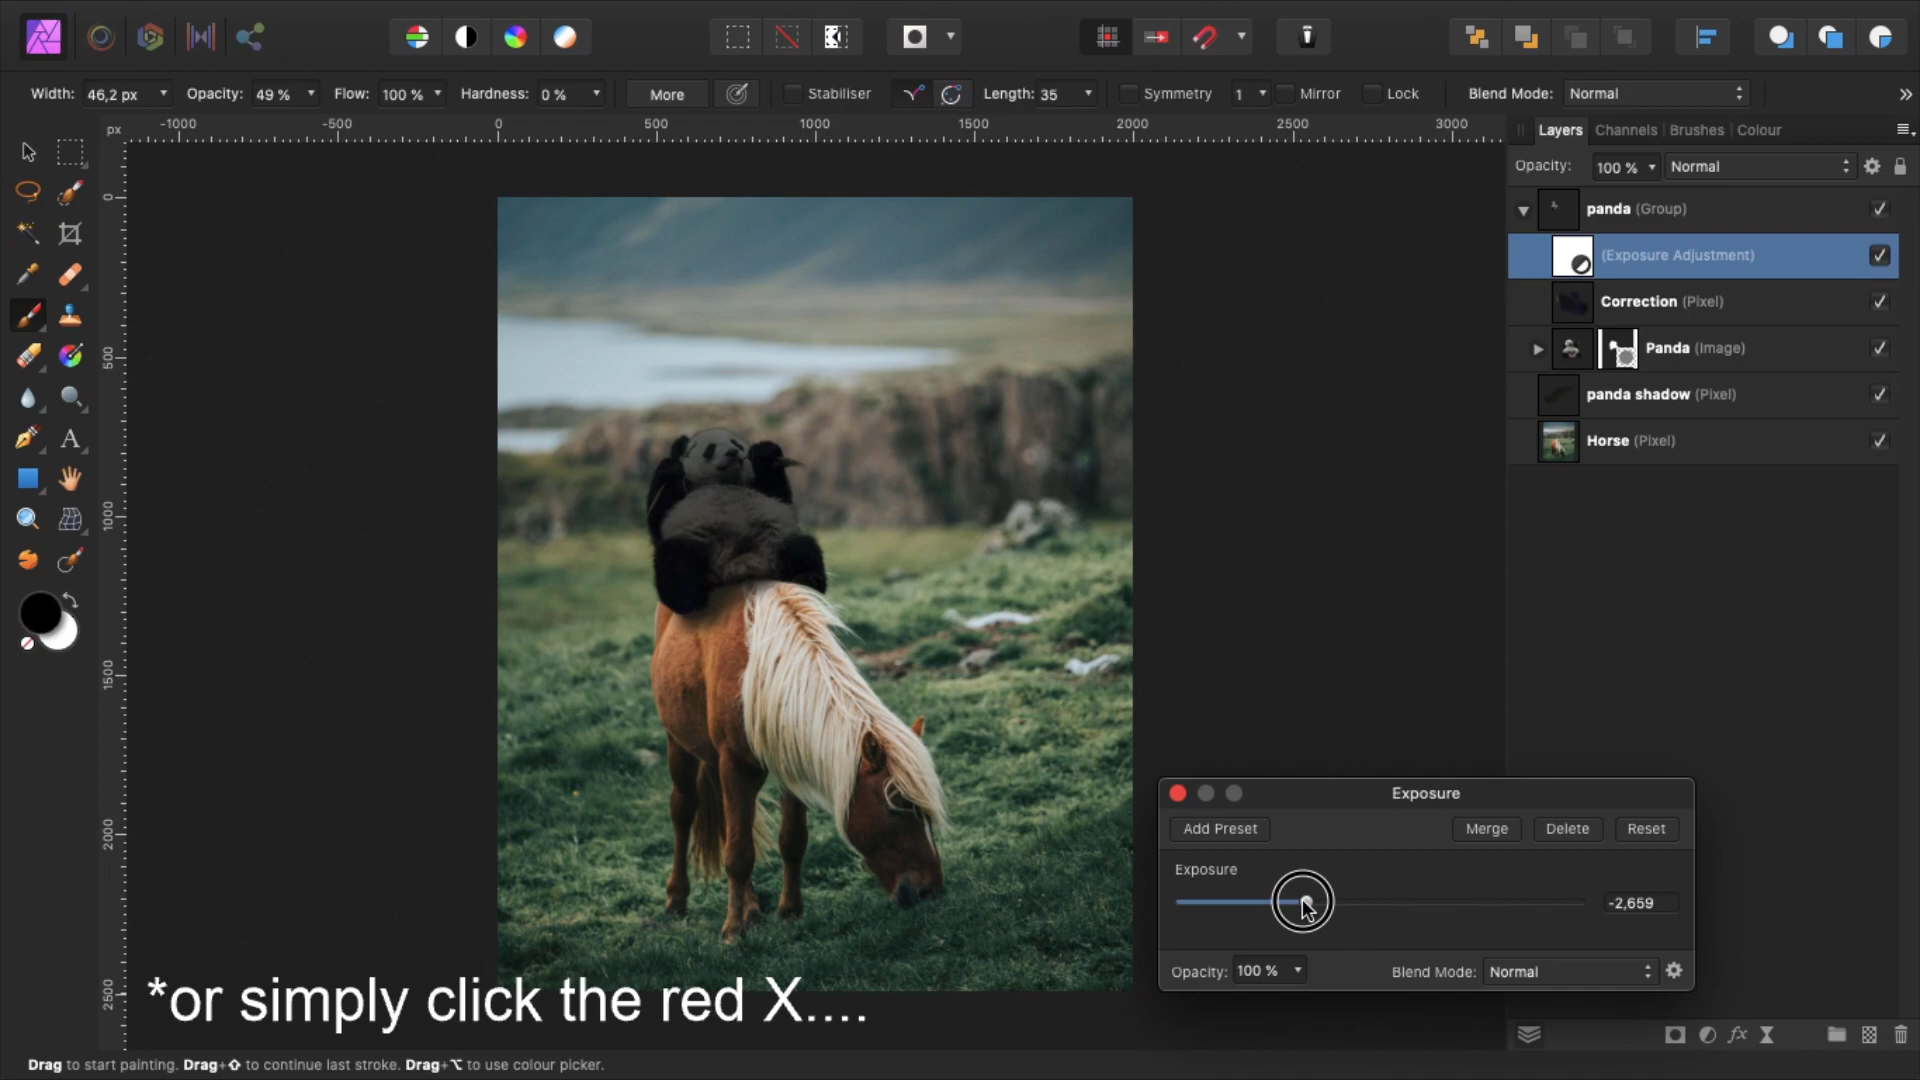 Width: 46,2 px Opacity: 49 % Flow: 100 % Hardness: 0 % More Stabiliser Length: 35 Symmetry 1 Mirror Lock Blend Mode: Normal »
px -1000 -500 0 500 1000 1500 2000 2500 3000
0
500
1000
1500
2000
2500
Layers Channels Brushes Colour
Opacity: 100 % Normal
panda (Group)
(Exposure Adjustment)
Correction (Pixel)
Panda (Image)
panda shadow (Pixel)
Horse (Pixel)
Exposure
Add Preset Merge Delete Reset
Exposure
-2,659
Opacity: 100 % Blend Mode: Normal
*or simply click the red X....
Drag to start painting. Drag+⇧ to continue last stroke. Drag+⌥ to use colour picker.